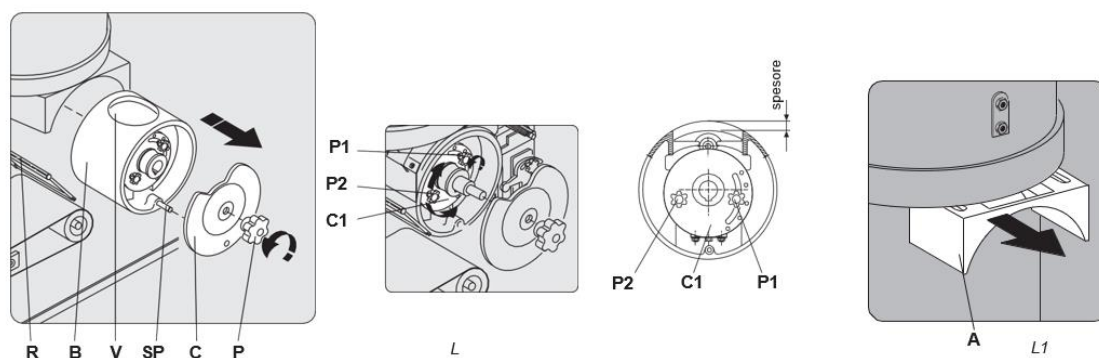 R B V SP C P
P1
P2
C1
L
spesore
P2 C1 P1
A
L1